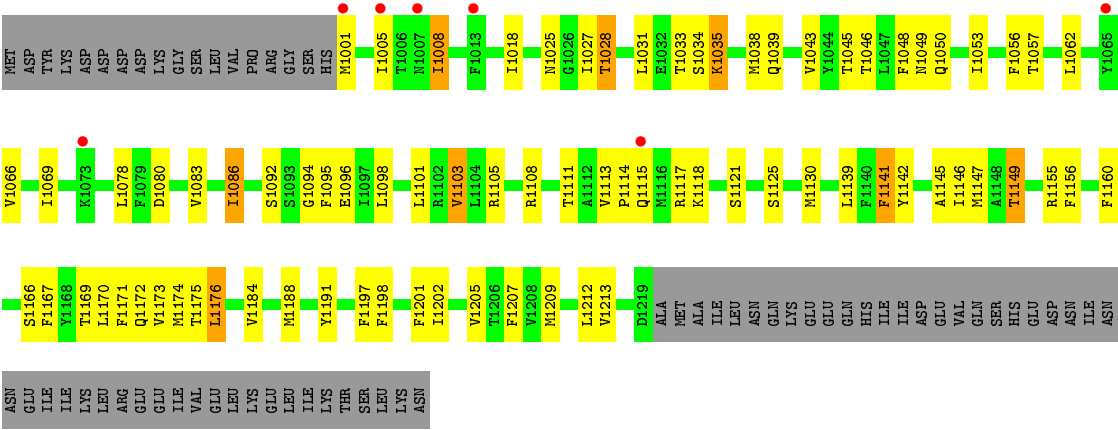 MET ASP TYR LYS ASP ASP ASP ASP LYS GLY SER LEU VAL PRO ARG GLY SER HIS M1001 I1005 T1006 N1007 I1008 F1013 I1018 N1025 G1026 I1027 T1028 L1031 E1032 T1033 S1034 K1035 M1038 Q1039 V1043 Y1044 T1045 T1046 L1047 F1048 N1049 Q1050 I1053 F1056 T1057 L1062 Y1065
V1066 I1069 K1073 L1078 F1079 D1080 V1083 I1086 S1092 S1093 G1094 F1095 E1096 I1097 L1098 L1101 R1102 V1103 L1104 R1105 R1108 T1111 A1112 V1113 P1114 Q1115 M1116 R1117 K1118 S1121 S1125 M1130 L1139 F1140 F1141 Y1142 A1145 I1146 M1147 A1148 T1149 R1155 F1156 F1160
S1166 F1167 Y1168 T1169 L1170 F1171 Q1172 V1173 M1174 T1175 L1176 V1184 M1188 Y1191 F1197 F1198 F1201 I1202 V1205 T1206 F1207 V1208 M1209 L1212 V1213 D1219 ALA MET ALA ILE LEU ASN GLN LYS GLU GLU GLN HIS ILE ILE ASP GLU VAL GLN SER HIS GLU ASP ASN ILE ASN
ASN GLU ILE ILE LYS LEU ARG GLU GLU ILE VAL GLU LEU LYS GLU LEU ILE LYS THR SER LEU LYS ASN